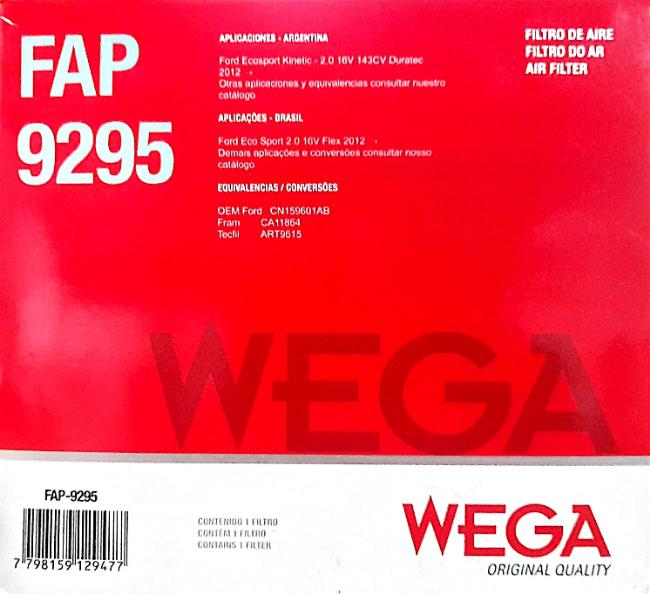 FAP
9295
APLICACIONES - ARGENTINA
Ford Ecosport Kinetic - 2.0 16V 143CV Duratec
2012 -
Otras aplicaciones y equivalencias consultar nuestro
catálogo
APLICAÇÕES - BRASIL
Ford Eco Sport 2.0 16V Flex 2012 -
Demais aplicações e conversões consultar nosso
catálogo
EQUIVALENCIAS / CONVERSÕES
OEM Ford CN159601AB
Fram CA11864
Tecfil ART9615
FILTRO DE AIRE
FILTRO DO AR
AIR FILTER
WEGA
FAP-9295
7 798159 129477
CONTENIDO 1 FILTRO
CONTÉM 1 FILTRO
CONTAINS 1 FILTER
WEGA
ORIGINAL QUALITY